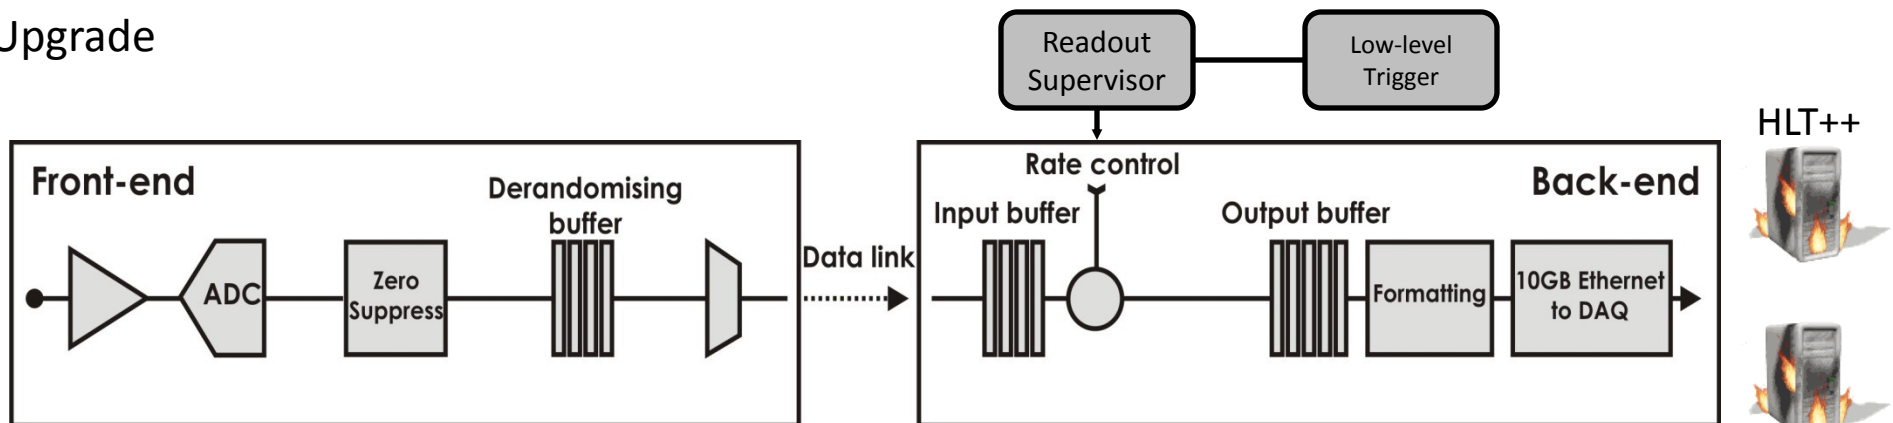 Upgrade
Readout
Supervisor
Low-level
Trigger
HLT++
Front-end
Derandomising
buffer
ADC
Zero
Suppress
Data link
Rate control
Back-end
Input buffer
Output buffer
Formatting
10GB Ethernet
to DAQ